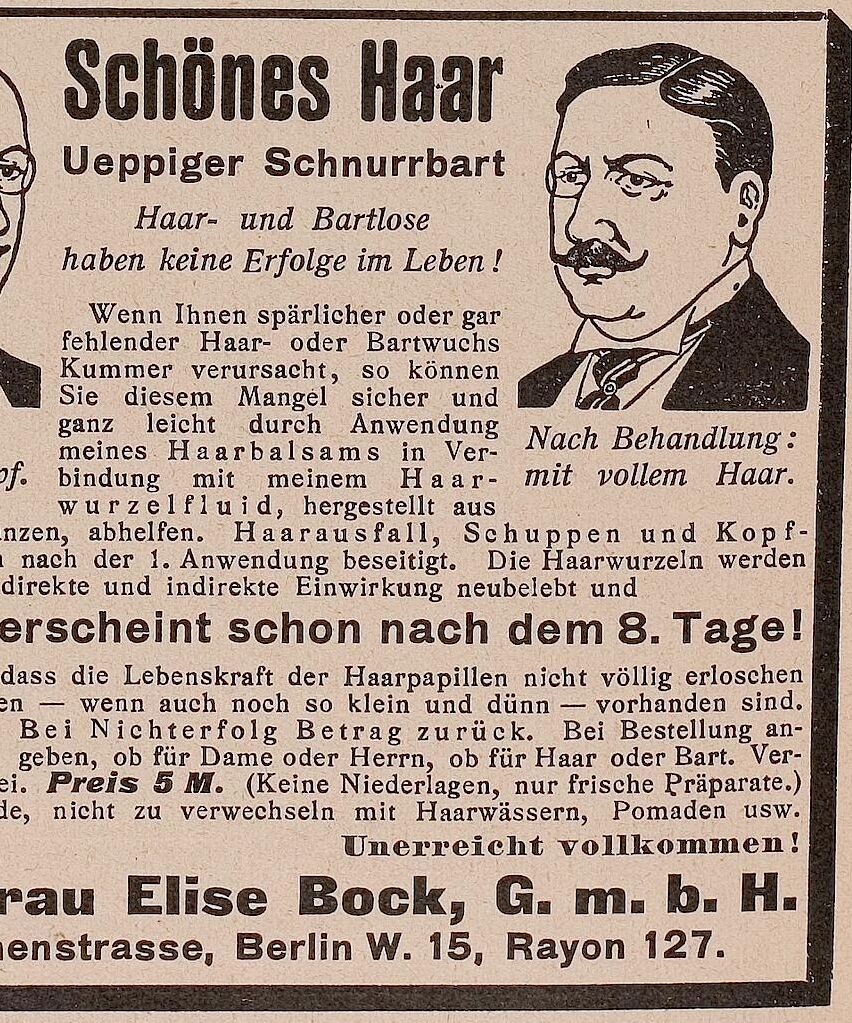 Schönes Haar
Ueppiger Schnurrbart
Haar- und Bartlose
haben keine Erfolge im Leben!
Wenn Ihnen spärlicher oder gar
fehlender Haar- oder Bartwuchs
Kummer verursacht, so können
Sie diesem Mangel sicher und
ganz leicht durch Anwendung
meines Haarbalsams in Ver-
bindung mit meinem Haar-
wurzelfluid, hergestellt aus
Nach Behandlung:
mit vollem Haar.
pf.
nzen, abhelfen. Haarausfall, Schuppen und Kopf-
nach der 1. Anwendung beseitigt. Die Haarwurzeln werden
direkte und indirekte Einwirkung neubelebt und
erscheint schon nach dem 8. Tage!
dass die Lebenskraft der Haarpapillen nicht völlig erloschen
en — wenn auch noch so klein und dünn — vorhanden sind.
Bei Nichterfolg Betrag zurück. Bei Bestellung an-
geben, ob für Dame oder Herrn, ob für Haar oder Bart. Ver-
ei. Preis 5 M. (Keine Niederlagen, nur frische Präparate.)
de, nicht zu verwechseln mit Haarwässern, Pomaden usw.
Unerreicht vollkommen!
rau Elise Bock, G. m. b. H.
enstrasse, Berlin W. 15, Rayon 127.